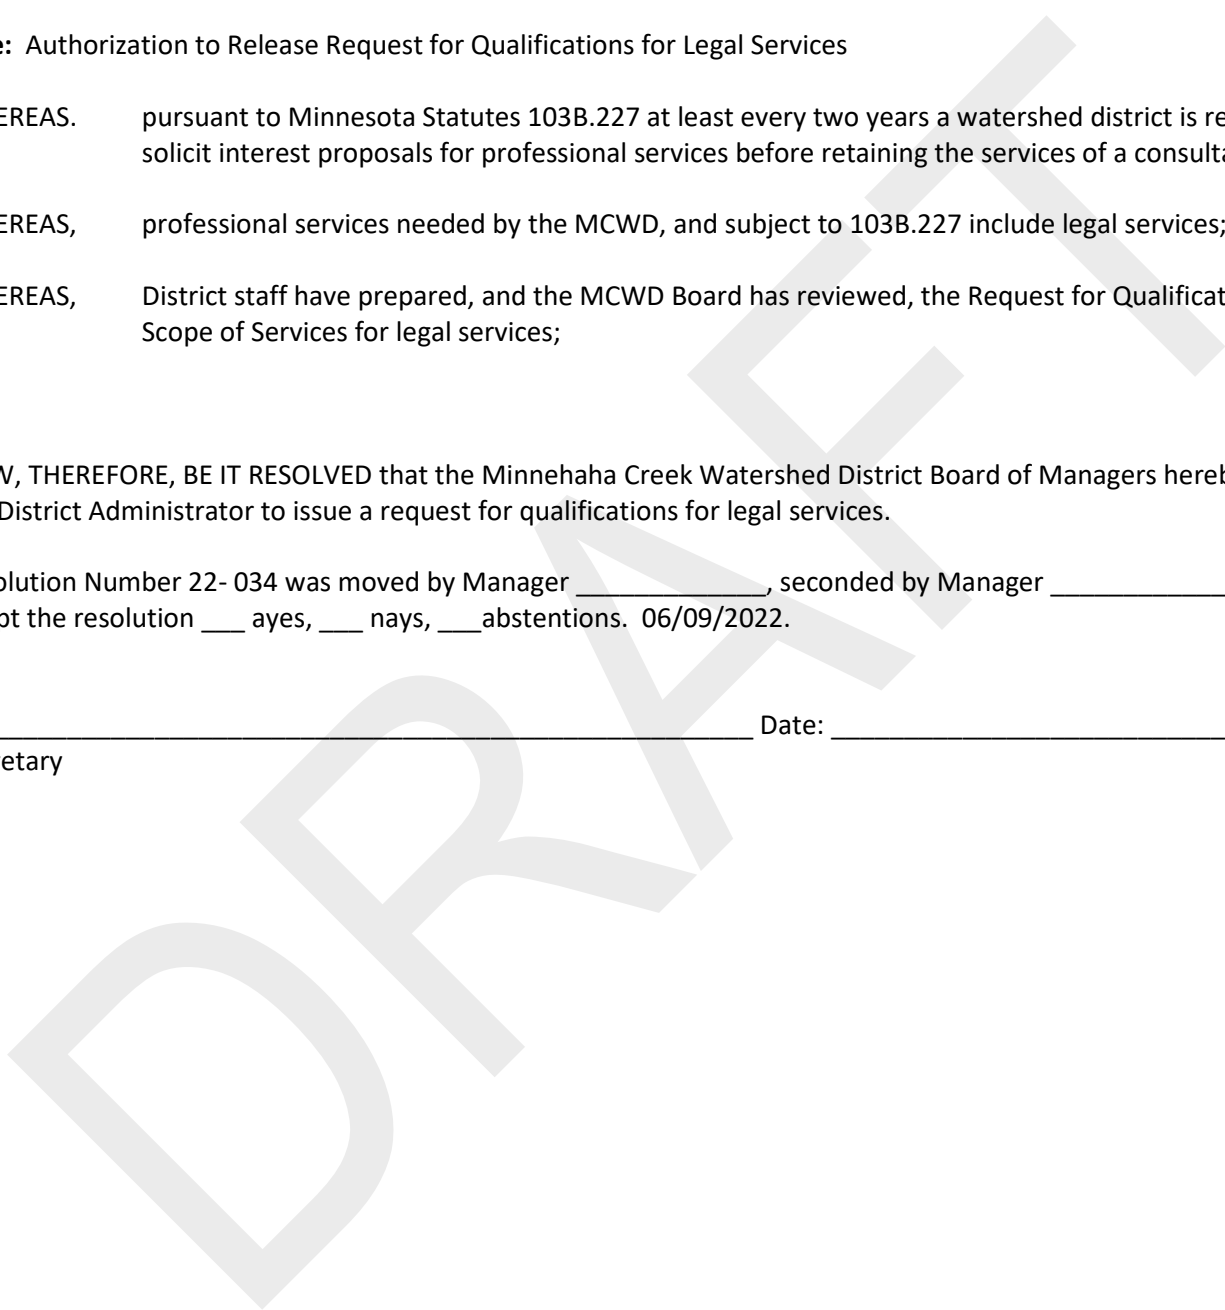 e: Authorization to Release Request for Qualifications for Legal Services
EREAS. pursuant to Minnesota Statutes 103B.227 at least every two years a watershed district is re
solicit interest proposals for professional services before retaining the services of a consulta
EREAS, professional services needed by the MCWD, and subject to 103B.227 include legal services;
EREAS, District staff have prepared, and the MCWD Board has reviewed, the Request for Qualificat
Scope of Services for legal services;
W, THEREFORE, BE IT RESOLVED that the Minnehaha Creek Watershed District Board of Managers hereb
District Administrator to issue a request for qualifications for legal services.
olution Number 22- 034 was moved by Manager _____________, seconded by Manager ____________
pt the resolution ___ ayes, ___ nays, ___abstentions. 06/09/2022.
____________________________________________________ Date: ___________________________
retary
DRAFT